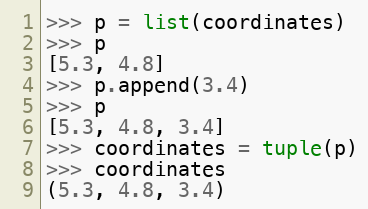 1 >>> p = list(coordinates)
2 >>> p
3 [5.3, 4.8]
4 >>> p.append(3.4)
5 >>> p
6 [5.3, 4.8, 3.4]
7 >>> coordinates = tuple(p)
8 >>> coordinates
9 (5.3, 4.8, 3.4)